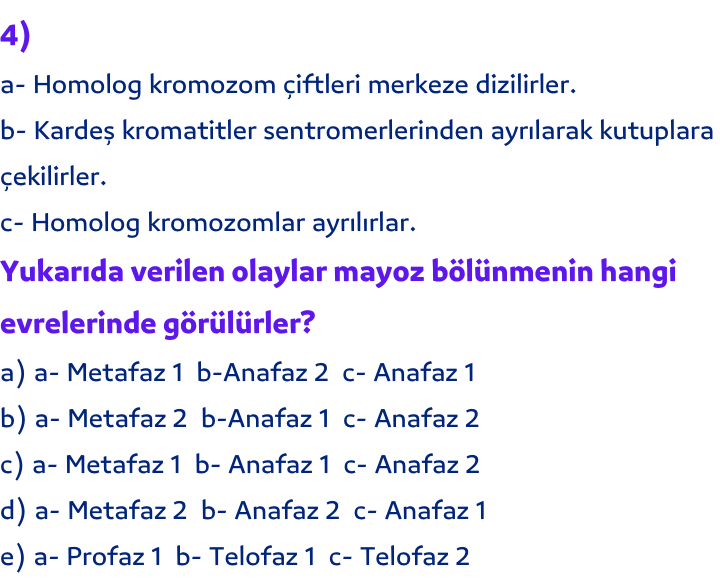 4)
a- Homolog kromozom çiftleri merkeze dizilirler.
b- Kardeş kromatitler sentromerlerinden ayrılarak kutuplara
çekilirler.
c- Homolog kromozomlar ayrılırlar.
Yukarıda verilen olaylar mayoz bölünmenin hangi
evrelerinde görülürler?
a) a- Metafaz 1  b-Anafaz 2  c- Anafaz 1
b) a- Metafaz 2  b-Anafaz 1  c- Anafaz 2
c) a- Metafaz 1  b- Anafaz 1  c- Anafaz 2
d) a- Metafaz 2  b- Anafaz 2  c- Anafaz 1
e) a- Profaz 1  b- Telofaz 1  c- Telofaz 2